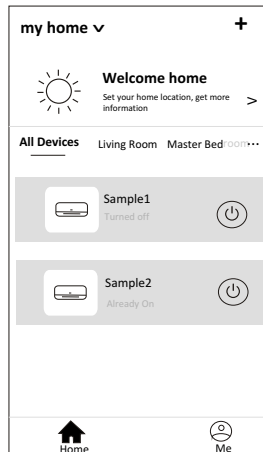 my home ∨ +
Welcome home
Set your home location, get more
information
>
All Devices Living Room Master Bedroom ···
Sample1
Turned off
Sample2
Already On
Home Me